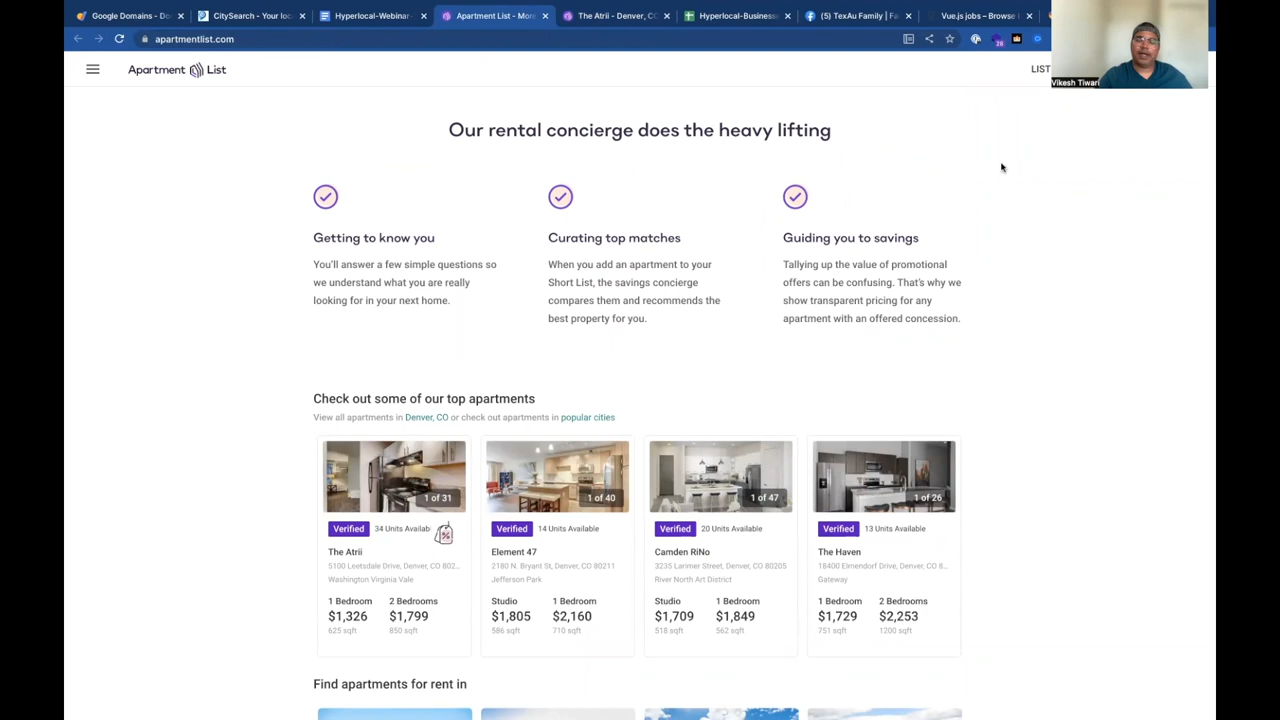 Google Domains - Do
CitySearch - Your loc
Hyperlocal-Webinar-
Apartment List - More
The Atrii - Denver, CO
Hyperlocal-Business
(5) TexAu Family | Fa
Vue.js jobs – Browse
apartmentlist.com
28
Apartment List
LIST
Vikesh Tiwari
Our rental concierge does the heavy lifting
Getting to know you
You'll answer a few simple questions so
we understand what you are really
looking for in your next home.
Curating top matches
When you add an apartment to your
Short List, the savings concierge
compares them and recommends the
best property for you.
Guiding you to savings
Tallying up the value of promotional
offers can be confusing. That's why we
show transparent pricing for any
apartment with an offered concession.
Check out some of our top apartments
View all apartments in Denver, CO or check out apartments in popular cities
1 of 31
Verified 34 Units Availabl
The Atrii
5100 Leetsdale Drive, Denver, CO 802...
Washington Virginia Vale
1 Bedroom 2 Bedrooms
$1,326 $1,799
625 sqft 850 sqft
1 of 40
Verified 14 Units Available
Element 47
2180 N. Bryant St, Denver, CO 80211
Jefferson Park
Studio 1 Bedroom
$1,805 $2,160
586 sqft 710 sqft
1 of 47
Verified 20 Units Available
Camden RiNo
3235 Larimer Street, Denver, CO 80205
River North Art District
Studio 1 Bedroom
$1,709 $1,849
518 sqft 562 sqft
1 of 26
Verified 13 Units Available
The Haven
18400 Elmendorf Drive, Denver, CO 8...
Gateway
1 Bedroom 2 Bedrooms
$1,729 $2,253
751 sqft 1200 sqft
Find apartments for rent in